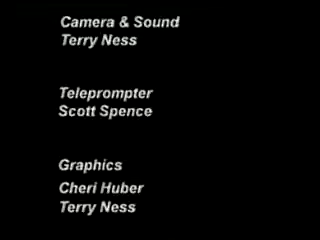 Camera & Sound
Terry Ness
Teleprompter
Scott Spence
Graphics
Cheri Huber
Terry Ness